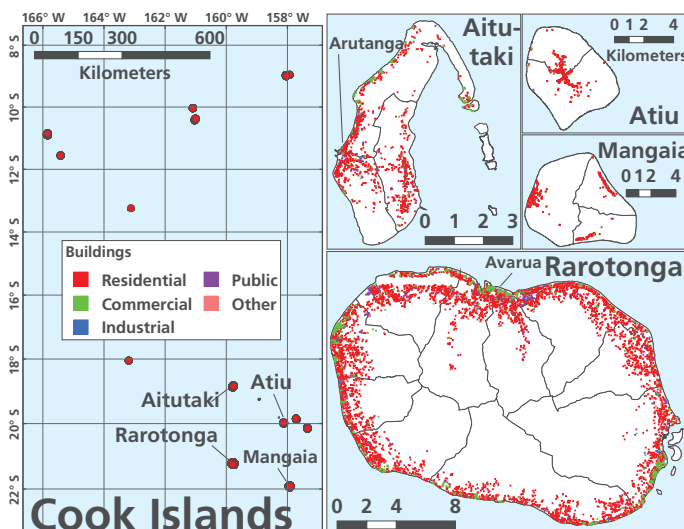 166°W 164°W 162°W 160°W 158°W
8°S
0 150 300 600
Kilometers
10°S
12°S
14°S
Buildings
Residential
Public
Commercial
Other
Industrial
16°S
18°S
Aitutaki
Atiu
20°S
Rarotonga
Mangaia
22°S
Cook Islands
Arutanga
Aitu-
taki
0 1 2 3
0 1 2 4
Kilometers
Atiu
Mangaia
0 1 2 4
Avarua
Rarotonga
0 2 4 8